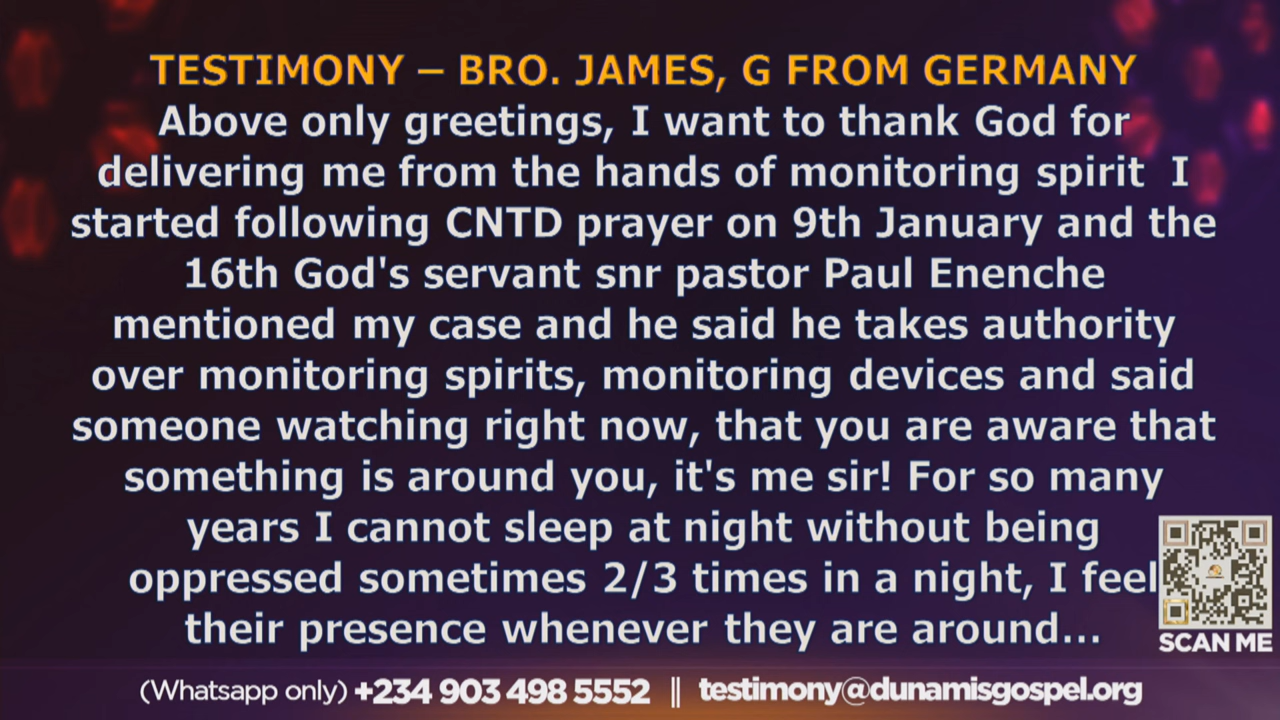 TESTIMONY – BRO. JAMES, G FROM GERMANY
Above only greetings, I want to thank God for
delivering me from the hands of monitoring spirit  I
started following CNTD prayer on 9th January and the
16th God's servant snr pastor Paul Enenche
mentioned my case and he said he takes authority
over monitoring spirits, monitoring devices and said
someone watching right now, that you are aware that
something is around you, it's me sir! For so many
years I cannot sleep at night without being
oppressed sometimes 2/3 times in a night, I feel
their presence whenever they are around...
SCAN ME
(Whatsapp only) +234 903 498 5552 || testimony@dunamisgospel.org